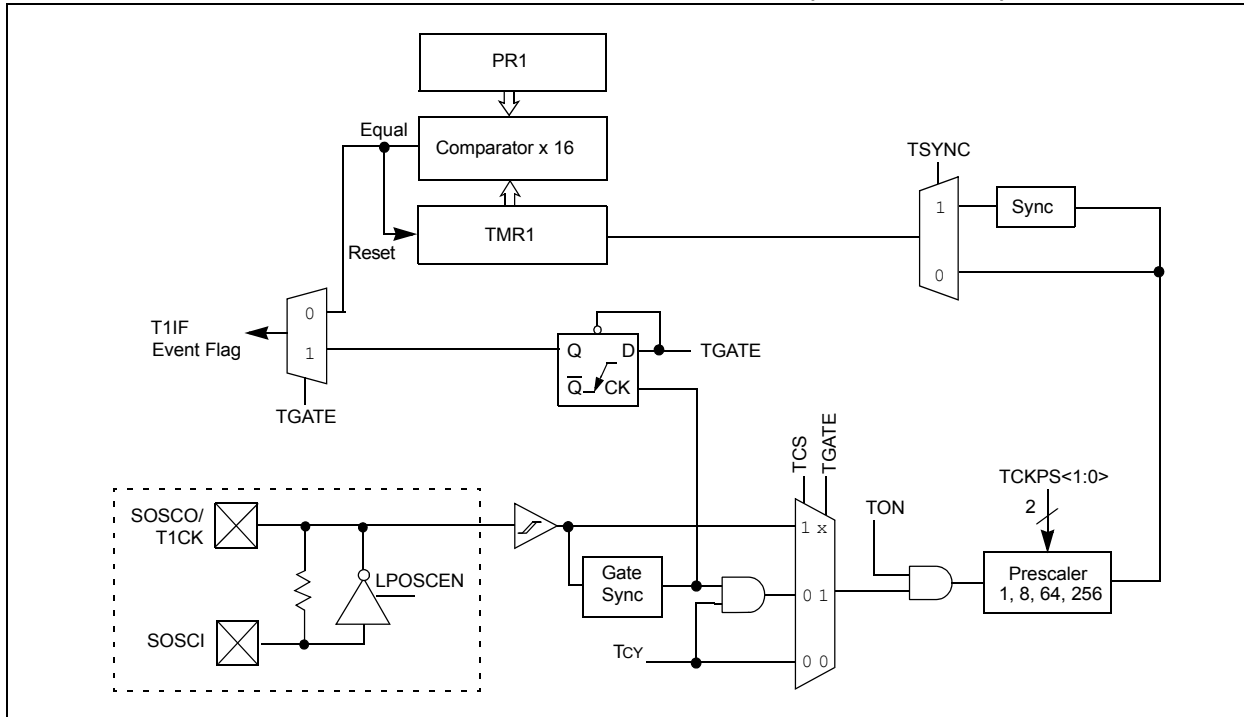 PR1
Equal
Comparator x 16
TSYNC
1
Sync
Reset
TMR1
0
0
T1IF
Event Flag
1
Q
D
TGATE
Q̅
CK
TGATE
TCS
TGATE
TCKPS<1:0>
2
SOSCO/
T1CK
1 x
TON
LPOSCEN
Gate
Sync
0 1
Prescaler
1, 8, 64, 256
SOSCI
TCY
0 0